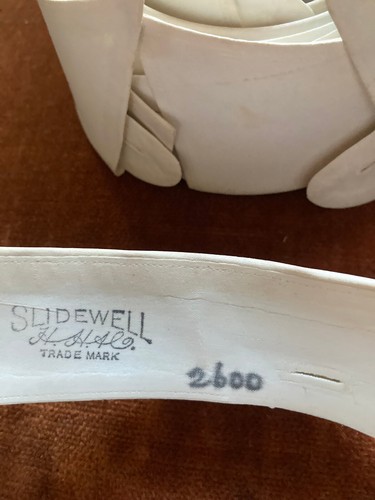 SLIDEWELL
H. H. & Co.
TRADE MARK
2600